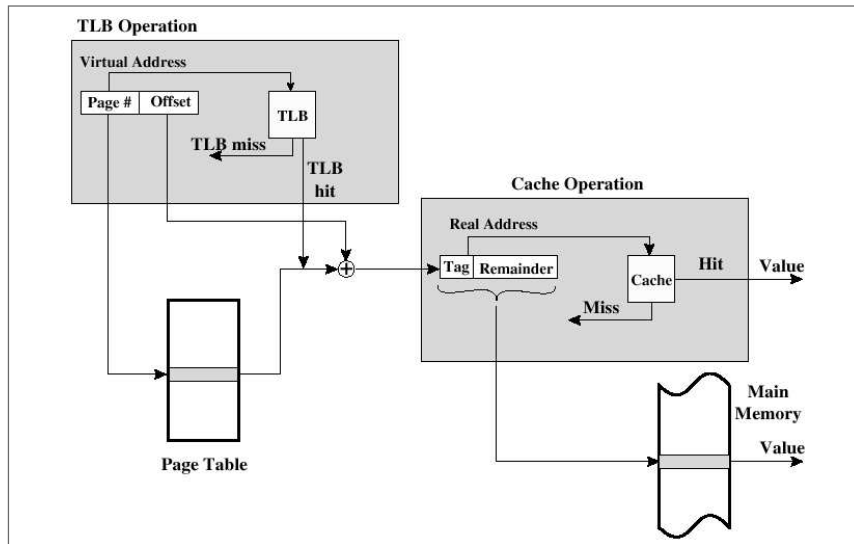 TLB Operation
Virtual Address
Page # Offset
TLB
TLB miss
TLB
hit
Cache Operation
Real Address
Tag Remainder
Cache
Hit
Value
Miss
+
Page Table
Main
Memory
Value